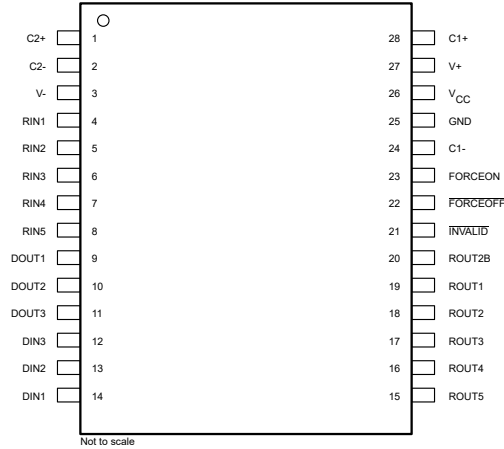 C2+ 1 28 C1+
C2- 2 27 V+
V- 3 26 VCC
RIN1 4 25 GND
RIN2 5 24 C1-
RIN3 6 23 FORCEON
RIN4 7 22 FORCEOFF
RIN5 8 21 INVALID
DOUT1 9 20 ROUT2B
DOUT2 10 19 ROUT1
DOUT3 11 18 ROUT2
DIN3 12 17 ROUT3
DIN2 13 16 ROUT4
DIN1 14 15 ROUT5
Not to scale